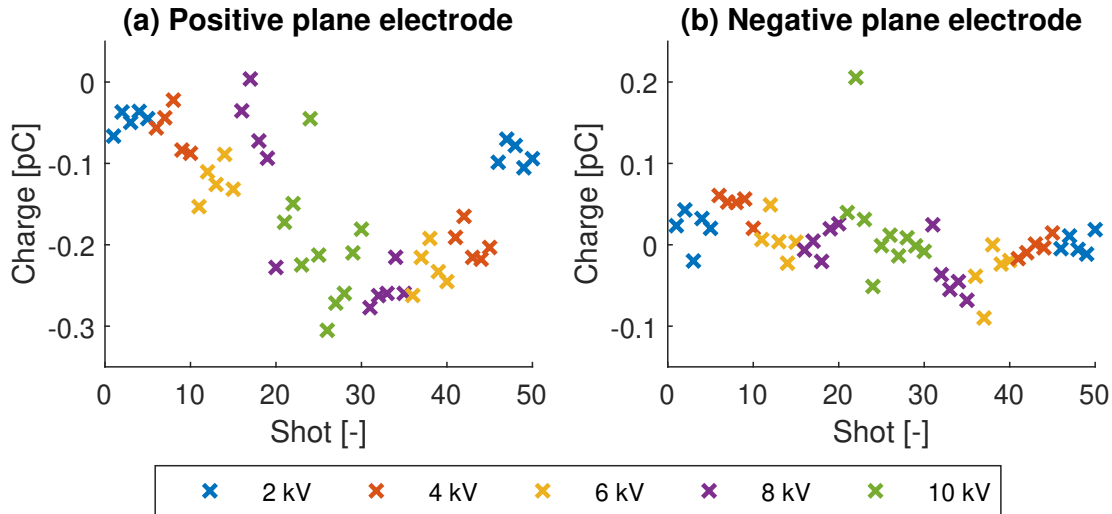 (a) Positive plane electrode
(b) Negative plane electrode
0
-0.1
-0.2
-0.3
Charge [pC]
0 10 20 30 40 50
Shot [-]
0.2
0.1
0
-0.1
Charge [pC]
0 10 20 30 40 50
Shot [-]
2 kV 4 kV 6 kV 8 kV 10 kV